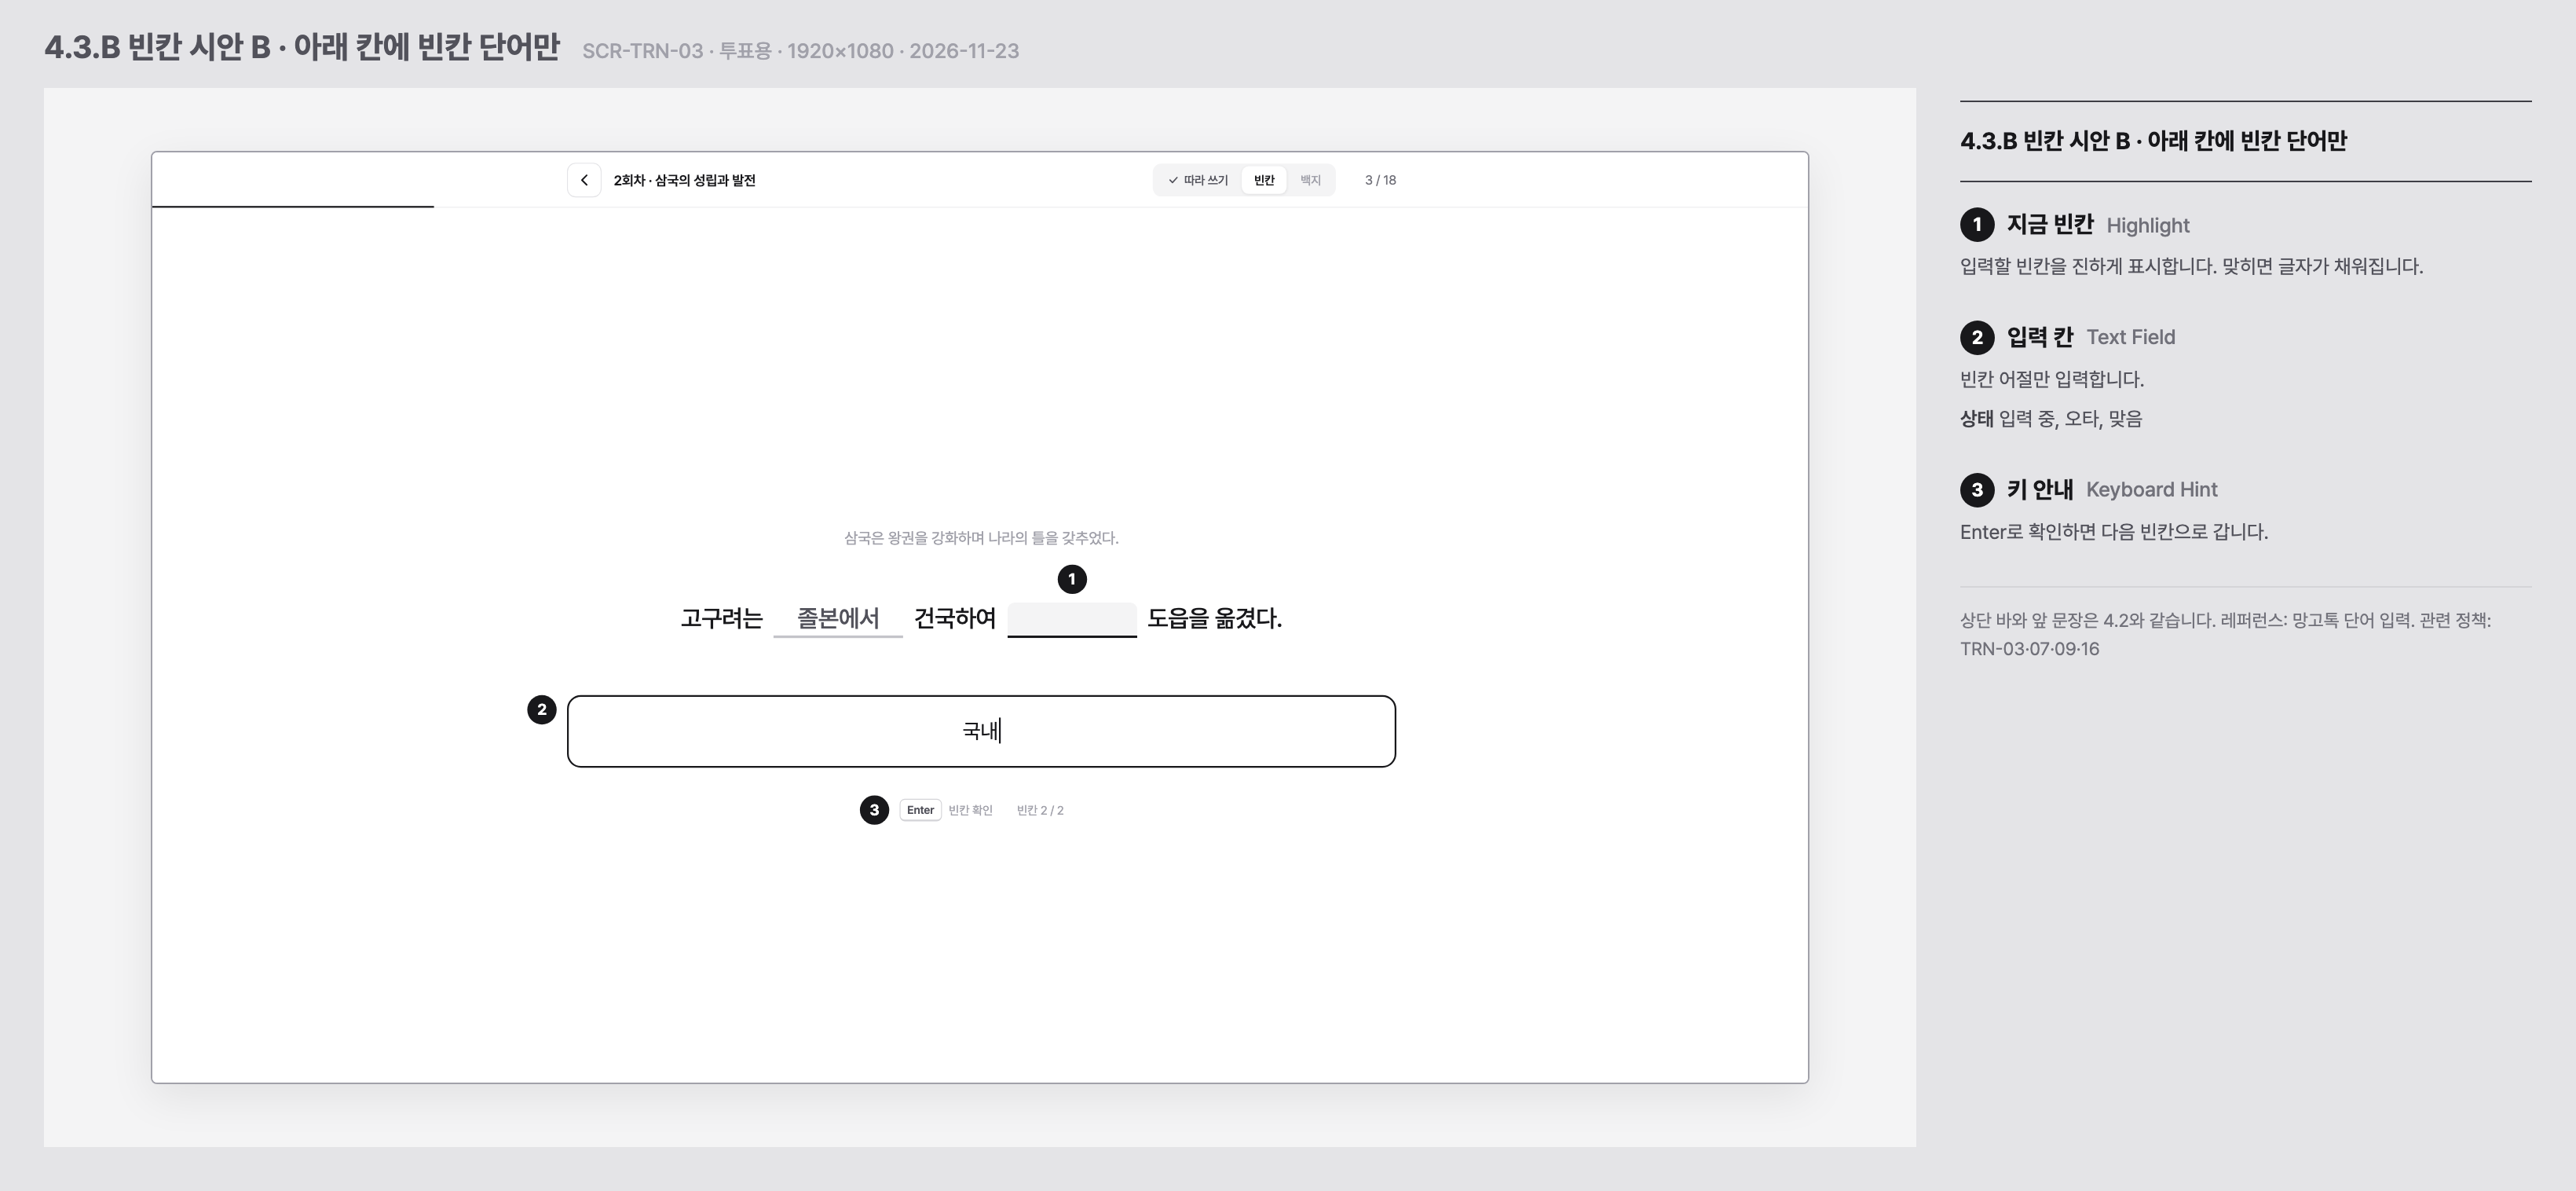 4.3.B 빈칸 시안 B · 아래 칸에 빈칸 단어만 SCR-TRN-03 · 투표용 · 1920×1080 · 2026-11-23
2회차 · 삼국의 성립과 발전 따라 쓰기 빈칸 백지 3 / 18
삼국은 왕권을 강화하며 나라의 틀을 갖추었다.
1
고구려는 졸본에서 건국하여 도읍을 옮겼다.
2
국내
3 Enter 빈칸 확인 빈칸 2 / 2
4.3.B 빈칸 시안 B · 아래 칸에 빈칸 단어만
1 지금 빈칸 Highlight
입력할 빈칸을 진하게 표시합니다. 맞히면 글자가 채워집니다.
2 입력 칸 Text Field
빈칸 어절만 입력합니다.
상태 입력 중, 오타, 맞음
3 키 안내 Keyboard Hint
Enter로 확인하면 다음 빈칸으로 갑니다.
상단 바와 앞 문장은 4.2와 같습니다. 레퍼런스: 망고톡 단어 입력. 관련 정책:
TRN-03·07·09·16